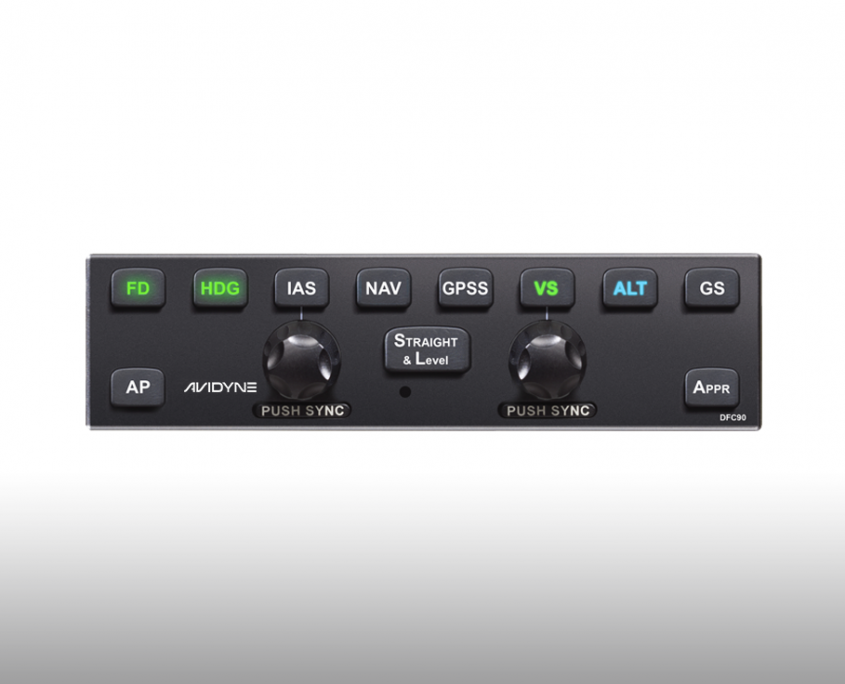 FD HDG IAS NAV GPSS VS ALT GS
STRAIGHT
& Level
AP AVIDYNE APPR
PUSH SYNC PUSH SYNC
DFC90